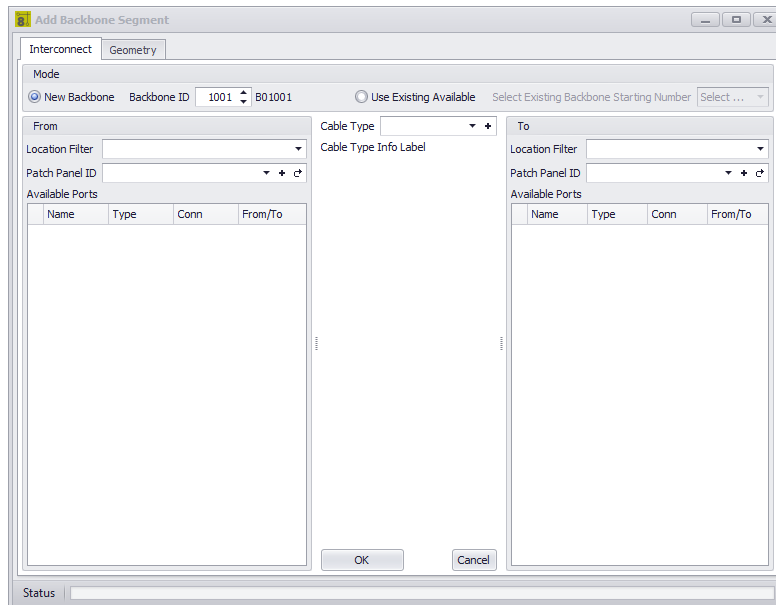 8 Add Backbone Segment
Interconnect Geometry
Mode
New Backbone Backbone ID 1001 B01001 Use Existing Available Select Existing Backbone Starting Number Select ...
From Cable Type To
Location Filter Cable Type Info Label Location Filter
Patch Panel ID Patch Panel ID
Available Ports Available Ports
Name Type Conn From/To Name Type Conn From/To
OK Cancel
Status